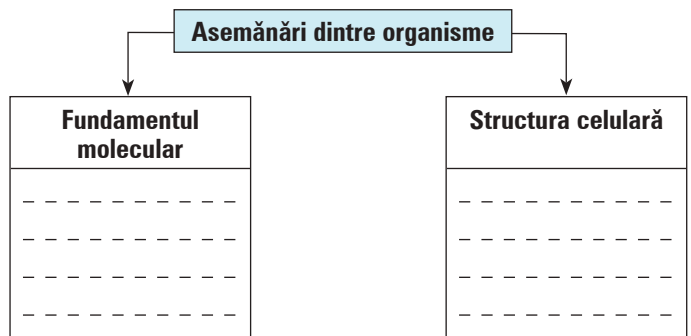 Asemănări dintre organisme
Fundamentul
molecular
Structura celulară